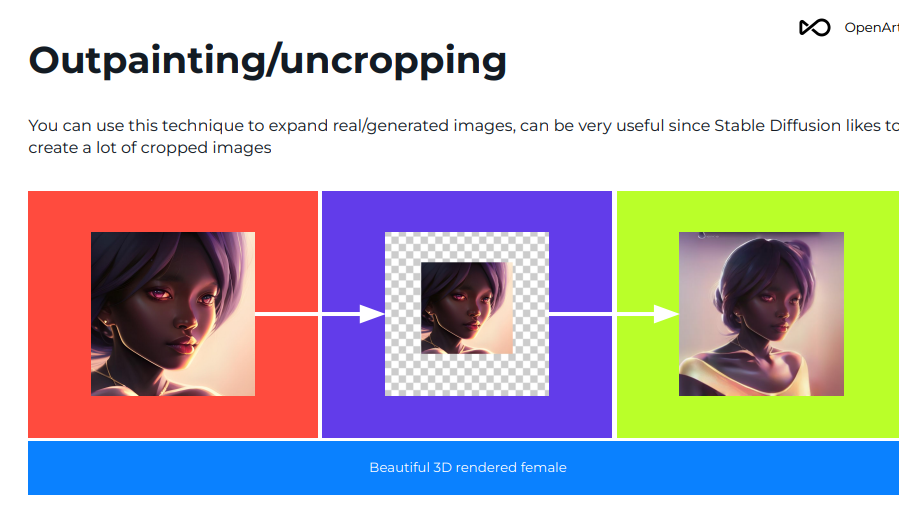 OpenArt
Outpainting/uncropping
You can use this technique to expand real/generated images, can be very useful since Stable Diffusion likes to
create a lot of cropped images
Beautiful 3D rendered female